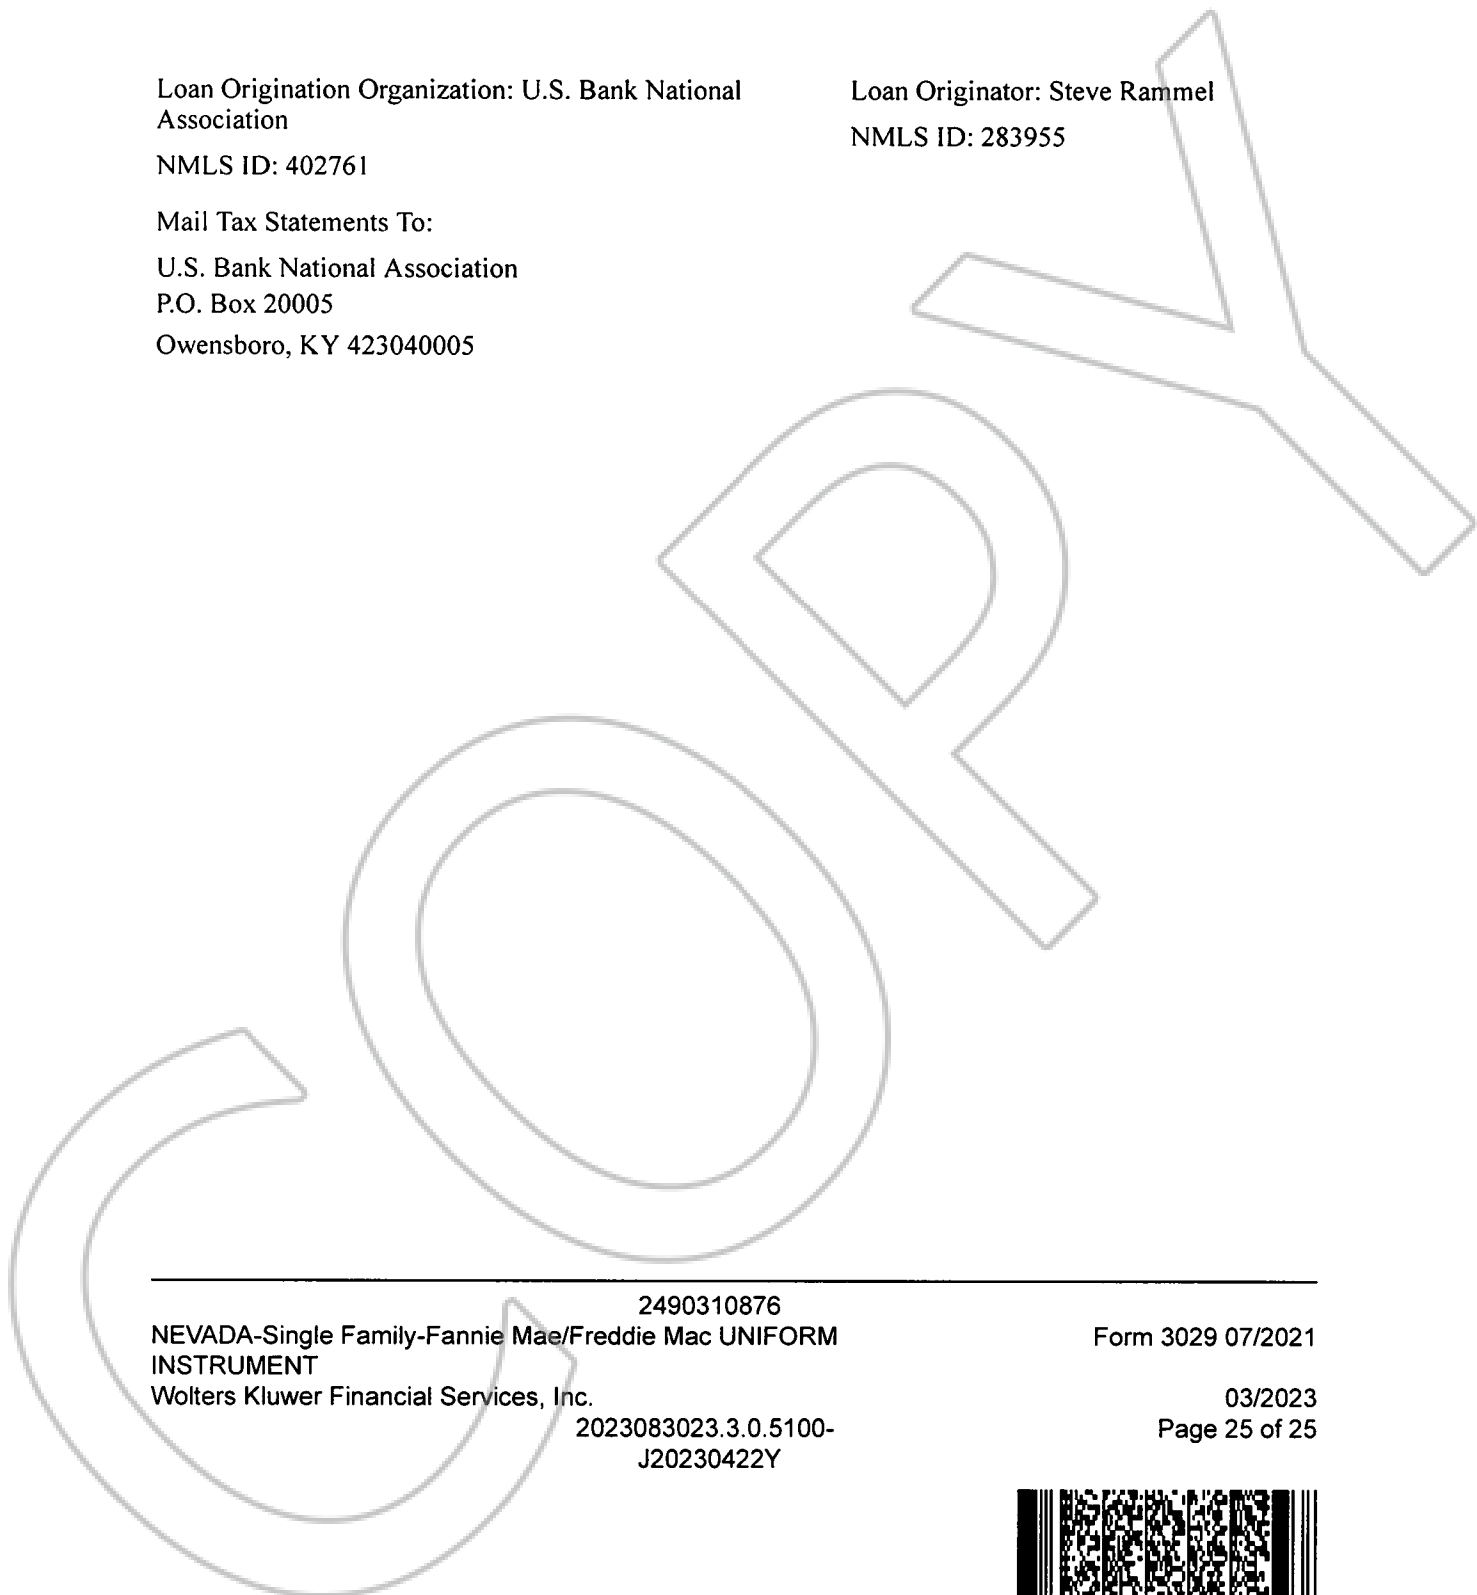 Loan Origination Organization: U.S. Bank National
Association
NMLS ID: 402761
Loan Originator: Steve Rammel
NMLS ID: 283955
Mail Tax Statements To:
U.S. Bank National Association
P.O. Box 20005
Owensboro, KY 423040005
COPY
2490310876
NEVADA-Single Family-Fannie Mae/Freddie Mac UNIFORM
INSTRUMENT
Form 3029 07/2021
Wolters Kluwer Financial Services, Inc.
03/2023
2023083023.3.0.5100-
J20230422Y
Page 25 of 25